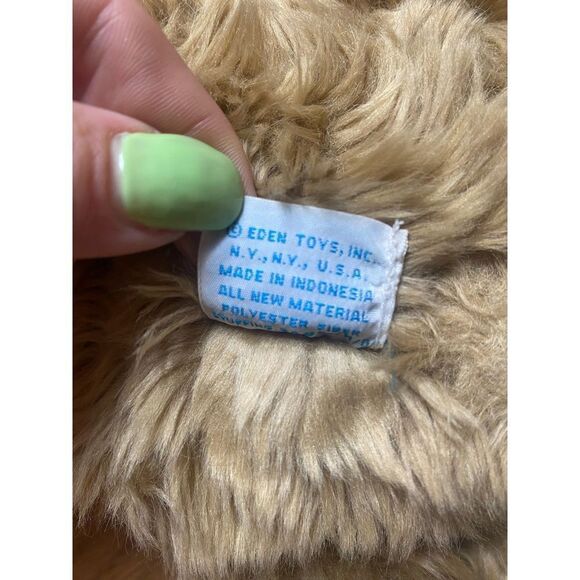 © EDEN TOYS, INC.
N.Y., N.Y., U.S.A.
MADE IN INDONESIA
ALL NEW MATERIAL
POLYESTER FIBER